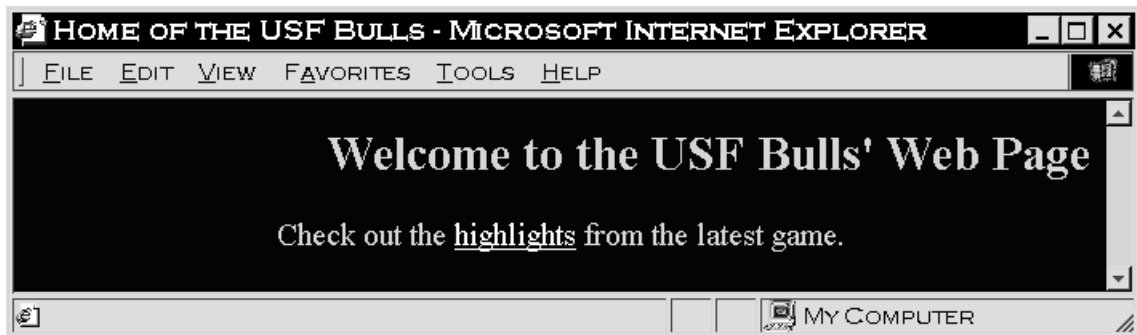 Home of the USF Bulls - Microsoft Internet Explorer
File Edit View Favorites Tools Help
Welcome to the USF Bulls' Web Page
Check out the highlights from the latest game.
My Computer